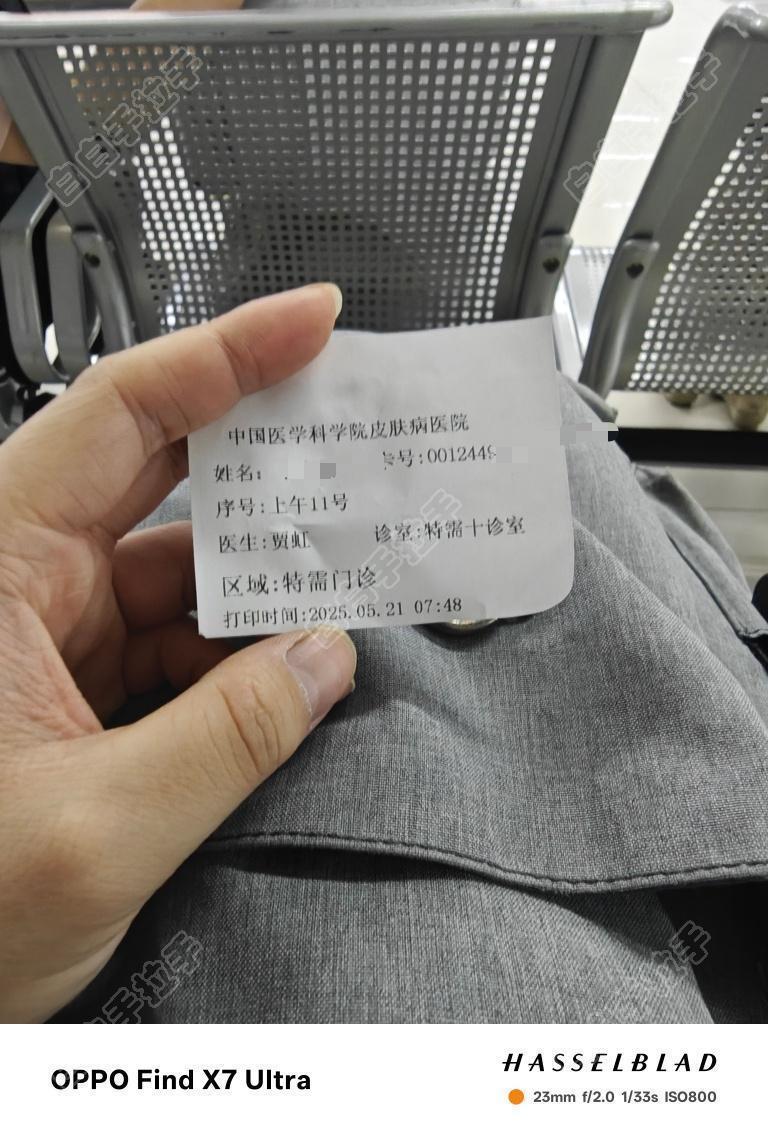 中国医学科学院皮肤病医院
姓名: 号:0012449
序号:上午11号
医生:贾虹 诊室:特需十诊室
区域:特需门诊
打印时间:2025.05.21 07:48
OPPO Find X7 Ultra
HASSELBLAD
23mm f/2.0 1/33s ISO800